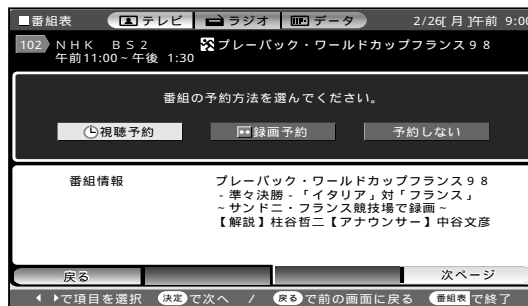 ■番組表 テレビ ラジオ データ 2/26[月]午前 9:00
102 NHK BS2 プレーバック・ワールドカップフランス98
午前11:00~午後 1:30
番組の予約方法を選んでください。
視聴予約 録画予約 予約しない
番組情報 プレーバック・ワールドカップフランス98
-準々決勝-「イタリア」対「フランス」
~サンドニ・フランス競技場で録画~
【解説】柱谷哲二【アナウンサー】中谷文彦
戻る 次ページ
で項目を選択 決定で次へ / 戻るで前の画面に戻る 番組表で終了